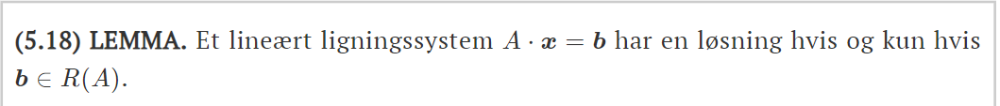 (5.18) LEMMA. Et lineært ligningssystem A · x = b har en løsning hvis og kun hvis
b ∈ R(A).